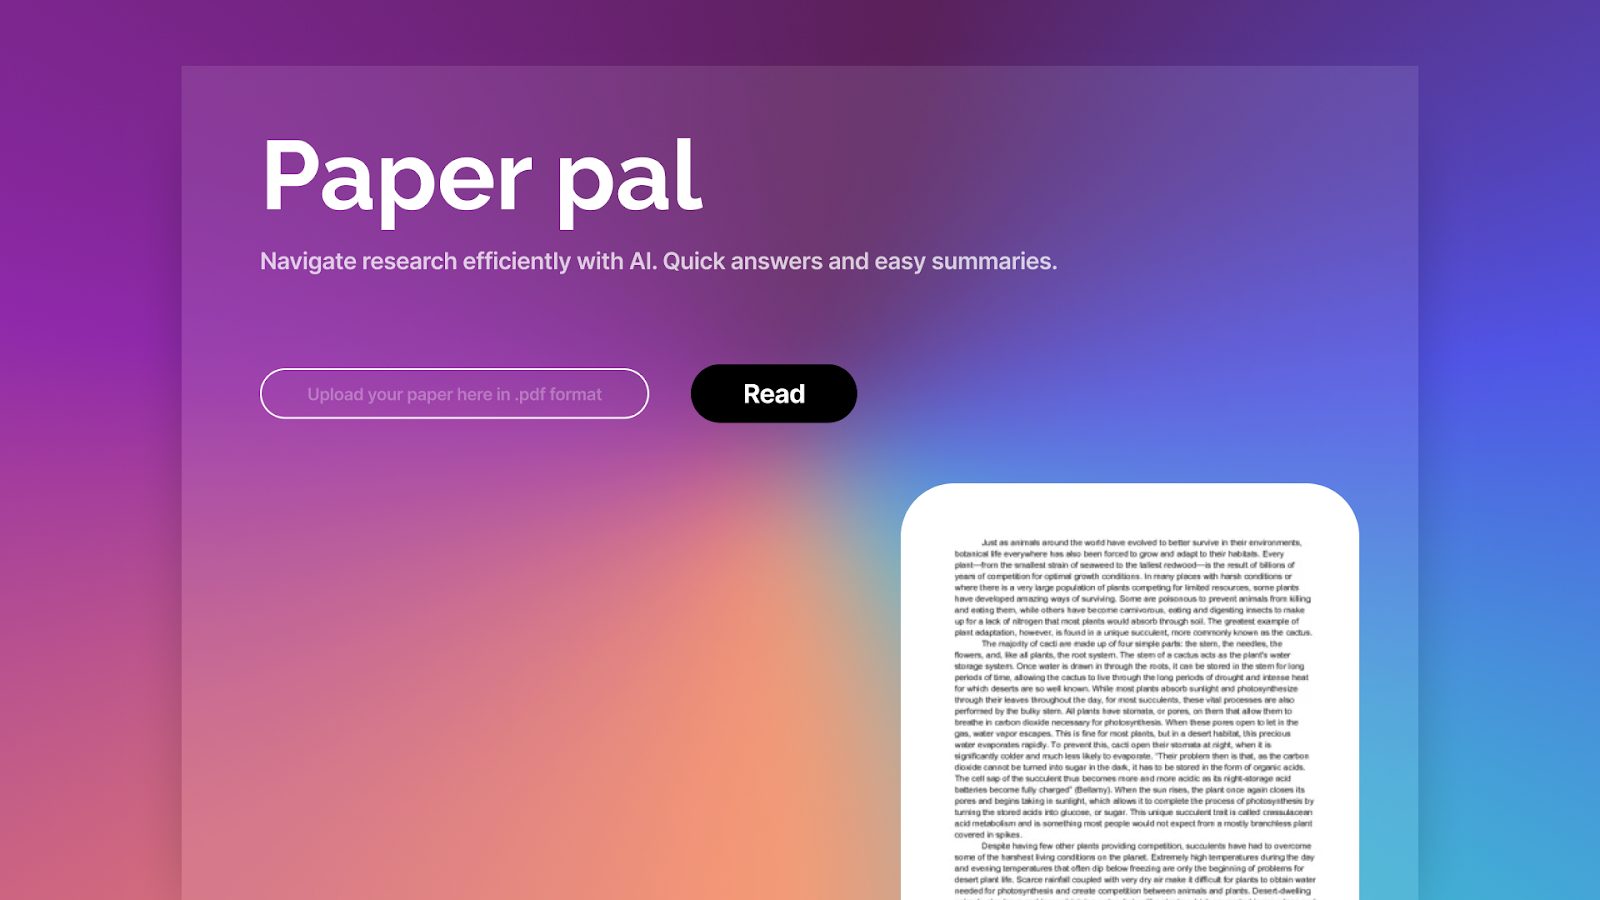 Paper pal
Navigate research efficiently with AI. Quick answers and easy summaries.
Upload your paper here in .pdf format
Read
Just as animals around the world have evolved to better survive in their environments,
botanical life everywhere has also been forced to grow and adapt to their habitats. Every
plant—from the smallest strain of seaweed to the tallest redwood—is the result of billions of
years of competition for optimal growth conditions. In many places with harsh conditions or
where there is a very large population of plants competing for limited resources, some plants
have developed amazing ways of surviving. Some are poisonous to prevent animals from killing
and eating them, while others have become carnivorous, eating and digesting insects to make
up for a lack of nitrogen that most plants would absorb through soil. The greatest example of
plant adaptation, however, is found in a unique succulent, more commonly known as the cactus.
The majority of cacti are made up of four simple parts: the stem, the needles, the
flowers, and, like all plants, the root system. The stem of a cactus acts as the plant's water
storage system. Once water is drawn in through the roots, it can be stored in the stem for long
periods of time, allowing the cactus to live through the long periods of drought and intense heat
for which deserts are so well known. While most plants absorb sunlight and photosynthesize
through their leaves throughout the day, for most succulents, these vital processes are also
performed by the bulky stem. All plants have stomata, or pores, on them that allow them to
breathe in carbon dioxide necessary for photosynthesis. When these pores open to let in the
gas, water vapor escapes. This is fine for most plants, but in a desert habitat, this precious
water evaporates rapidly. To prevent this, cacti open their stomata at night, when it is
significantly colder and much less likely to evaporate. "Their problem then is that, as the carbon
dioxide cannot be turned into sugar in the dark, it has to be stored in the form of organic acids.
The cell sap of the succulent thus becomes more and more acidic as its night-storage acid
batteries become fully charged" (Bellamy). When the sun rises, the plant once again closes its
pores and begins taking in sunlight, which allows it to complete the process of photosynthesis by
turning the stored acids into glucose, or sugar. This unique succulent trait is called crassulacean
acid metabolism and is something most people would not expect from a mostly branchless plant
covered in spikes.
Despite having few other plants providing competition, succulents have had to overcome
some of the harshest living conditions on the planet. Extremely high temperatures during the day
and evening temperatures that often dip below freezing are only the beginning of problems for
desert plant life. Scarce rainfall coupled with very dry air make it difficult for plants to obtain water
needed for photosynthesis and create competition between animals and plants. Desert-dwelling